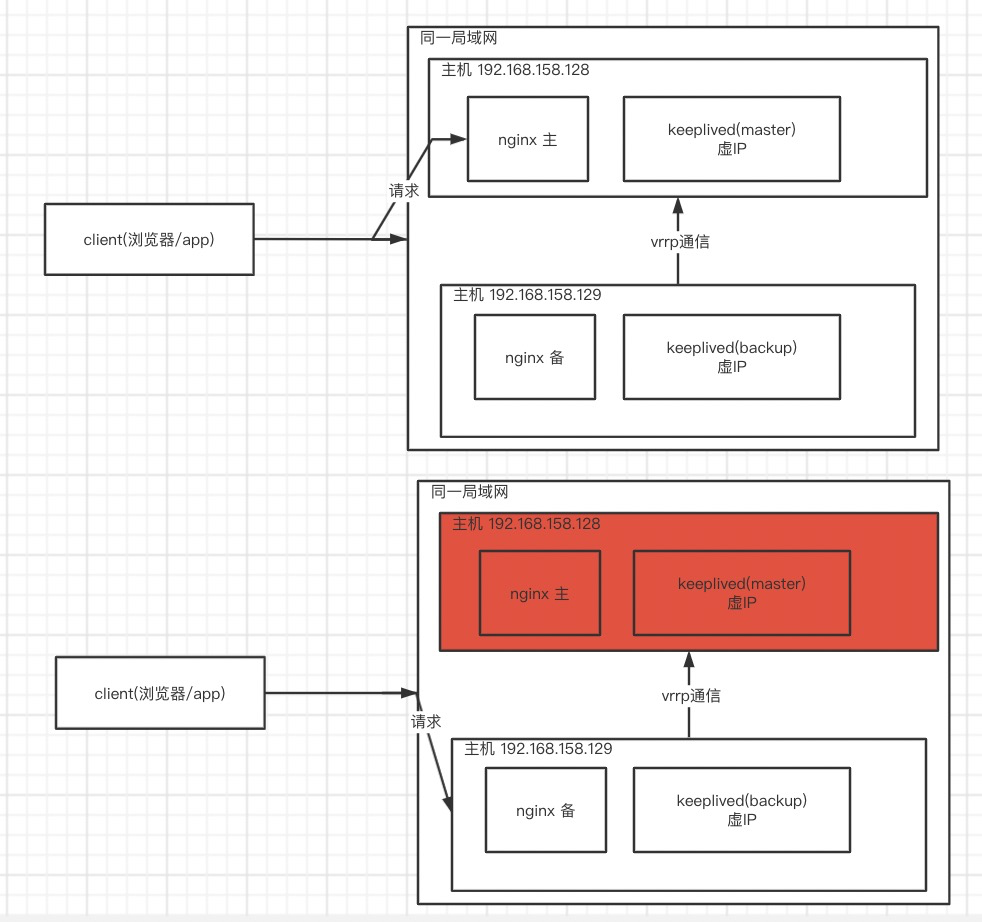 同一局域网
主机 192.168.158.128
nginx 主
keeplived(master)
虚IP
请求
client(浏览器/app)
vrrp通信
主机 192.168.158.129
nginx 备
keeplived(backup)
虚IP
同一局域网
主机 192.168.158.128
nginx 主
keeplived(master)
虚IP
client(浏览器/app)
vrrp通信
请求
主机 192.168.158.129
nginx 备
keeplived(backup)
虚IP